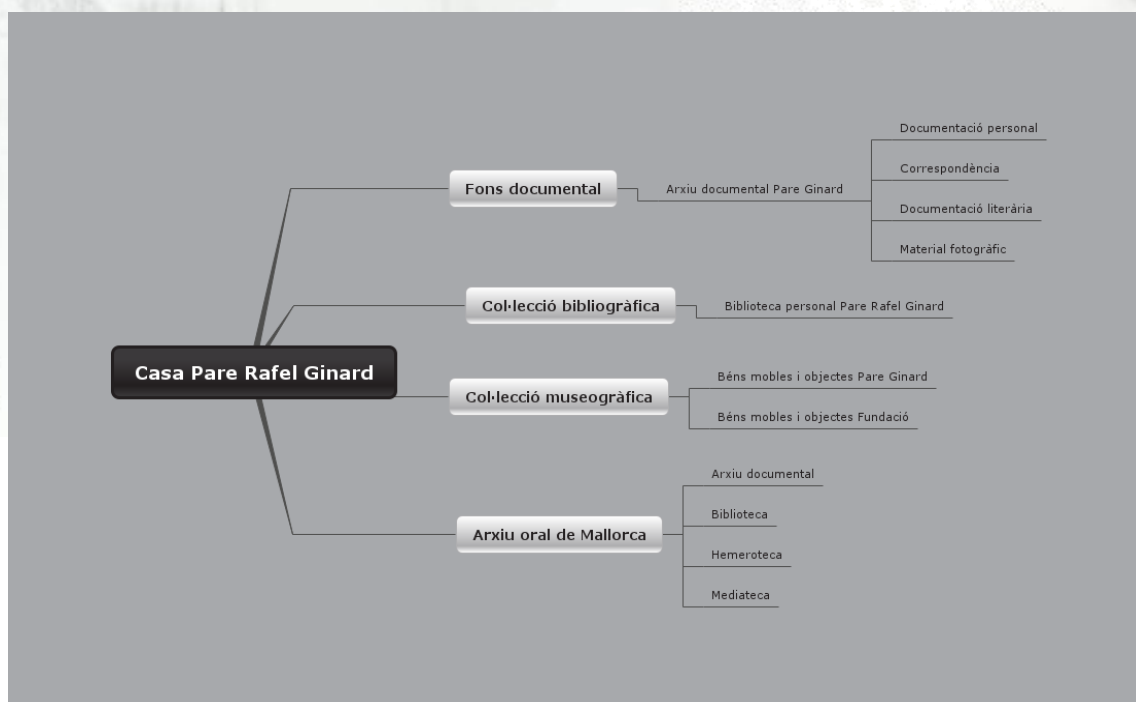 Casa Pare Rafel Ginard
Fons documental
Arxiu documental Pare Ginard
Documentació personal
Correspondència
Documentació literària
Material fotogràfic
Col·lecció bibliogràfica
Biblioteca personal Pare Rafel Ginard
Col·lecció museogràfica
Béns mobles i objectes Pare Ginard
Béns mobles i objectes Fundació
Arxiu oral de Mallorca
Arxiu documental
Biblioteca
Hemeroteca
Mediateca